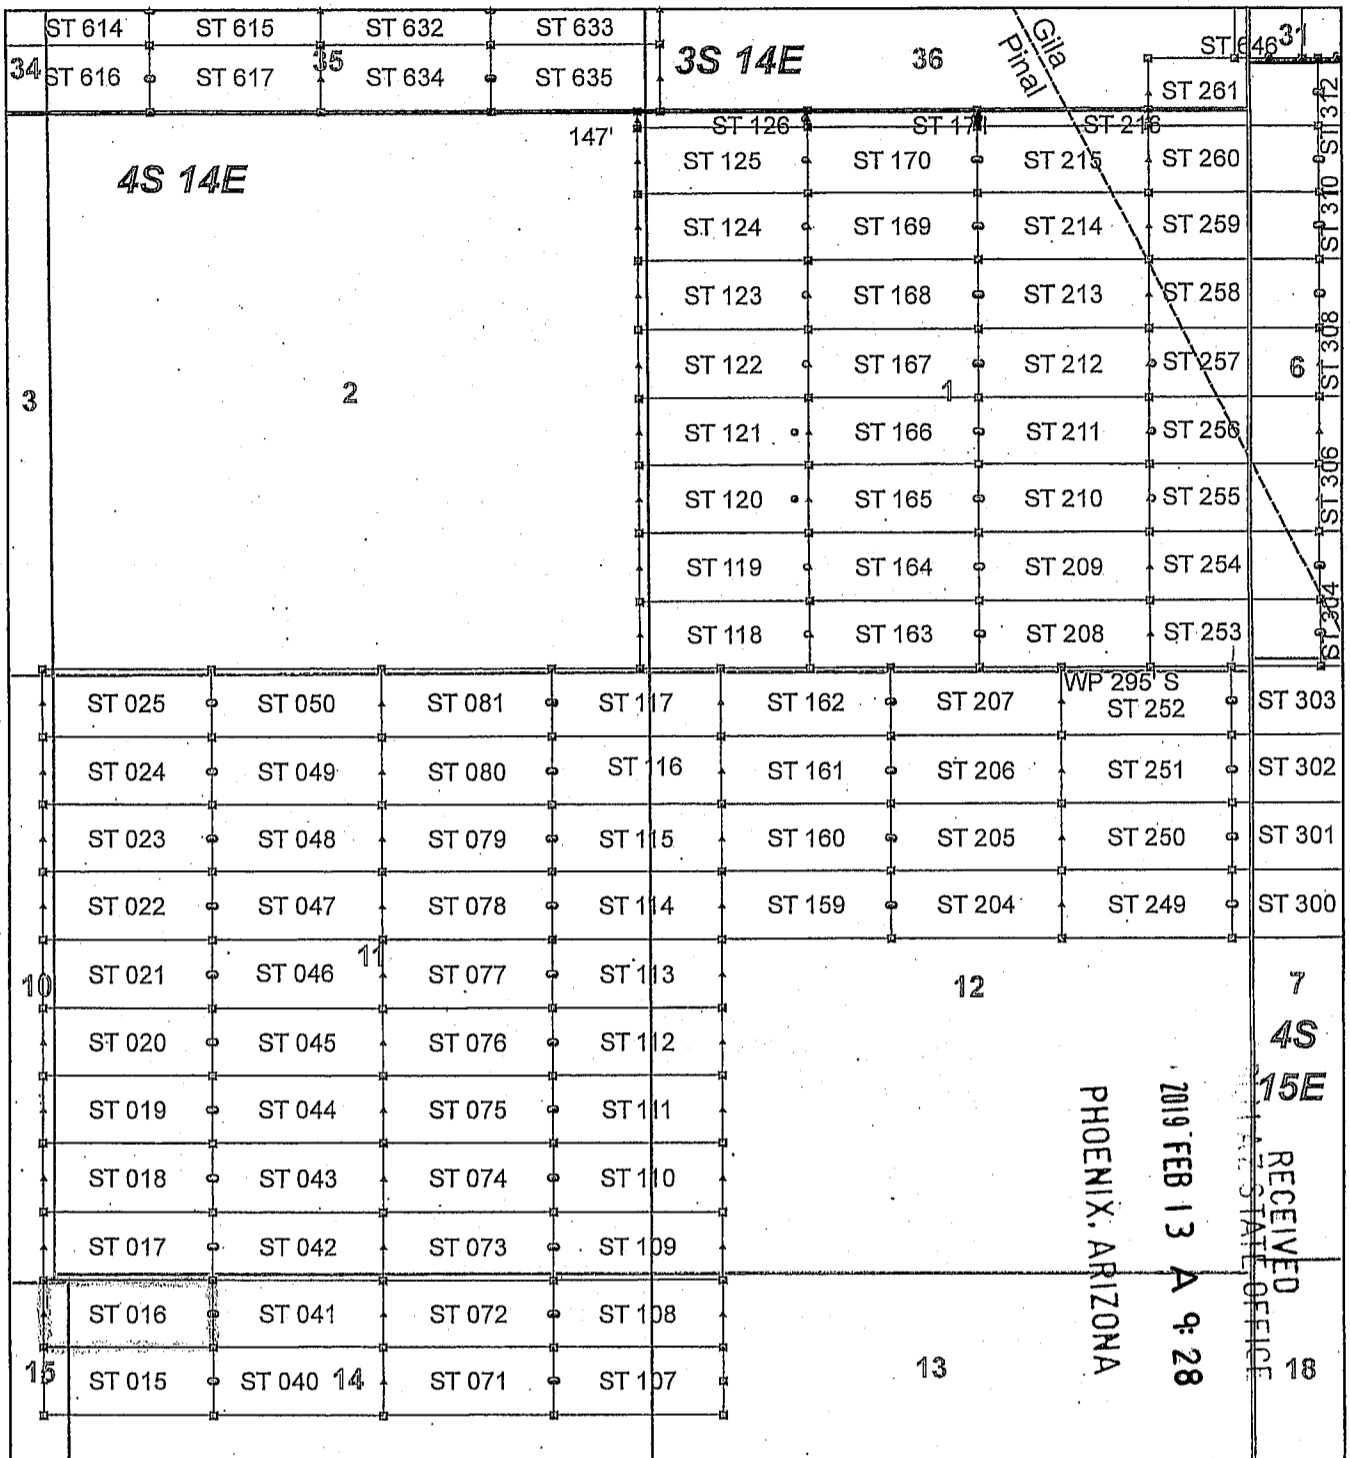 ST 614 ST 615 ST 632 ST 633
34 35 3S 14E 36 Gila ST 646 31
ST 616 ST 617 ST 634 ST 635 Pinal ST 261 ST 312
147' ST 126 ST 171 ST 216
4S 14E ST 125 ST 170 ST 215 ST 260
ST 124 ST 169 ST 214 ST 259 ST 310
ST 123 ST 168 ST 213 ST 258
ST 122 ST 167 ST 212 ST 257 6 ST 308
3 2 1
ST 121 ST 166 ST 211 ST 256
ST 120 ST 165 ST 210 ST 255 ST 306
ST 119 ST 164 ST 209 ST 254
ST 118 ST 163 ST 208 ST 253 ST 304
WP 295' S
ST 025 ST 050 ST 081 ST 117 ST 162 ST 207 ST 252 ST 303
ST 024 ST 049 ST 080 ST 116 ST 161 ST 206 ST 251 ST 302
ST 023 ST 048 ST 079 ST 115 ST 160 ST 205 ST 250 ST 301
ST 022 ST 047 ST 078 ST 114 ST 159 ST 204 ST 249 ST 300
11
10 ST 021 ST 046 ST 077 ST 113 12 7
ST 020 ST 045 ST 076 ST 112 4S
ST 019 ST 044 ST 075 ST 111 15E
ST 018 ST 043 ST 074 ST 110
ST 017 ST 042 ST 073 ST 109
ST 016 ST 041 ST 072 ST 108
15 ST 015 ST 040 14 ST 071 ST 107 13 18
RECEIVED
STATE OFFICE
2019 FEB 13 A 9:28
PHOENIX, ARIZONA